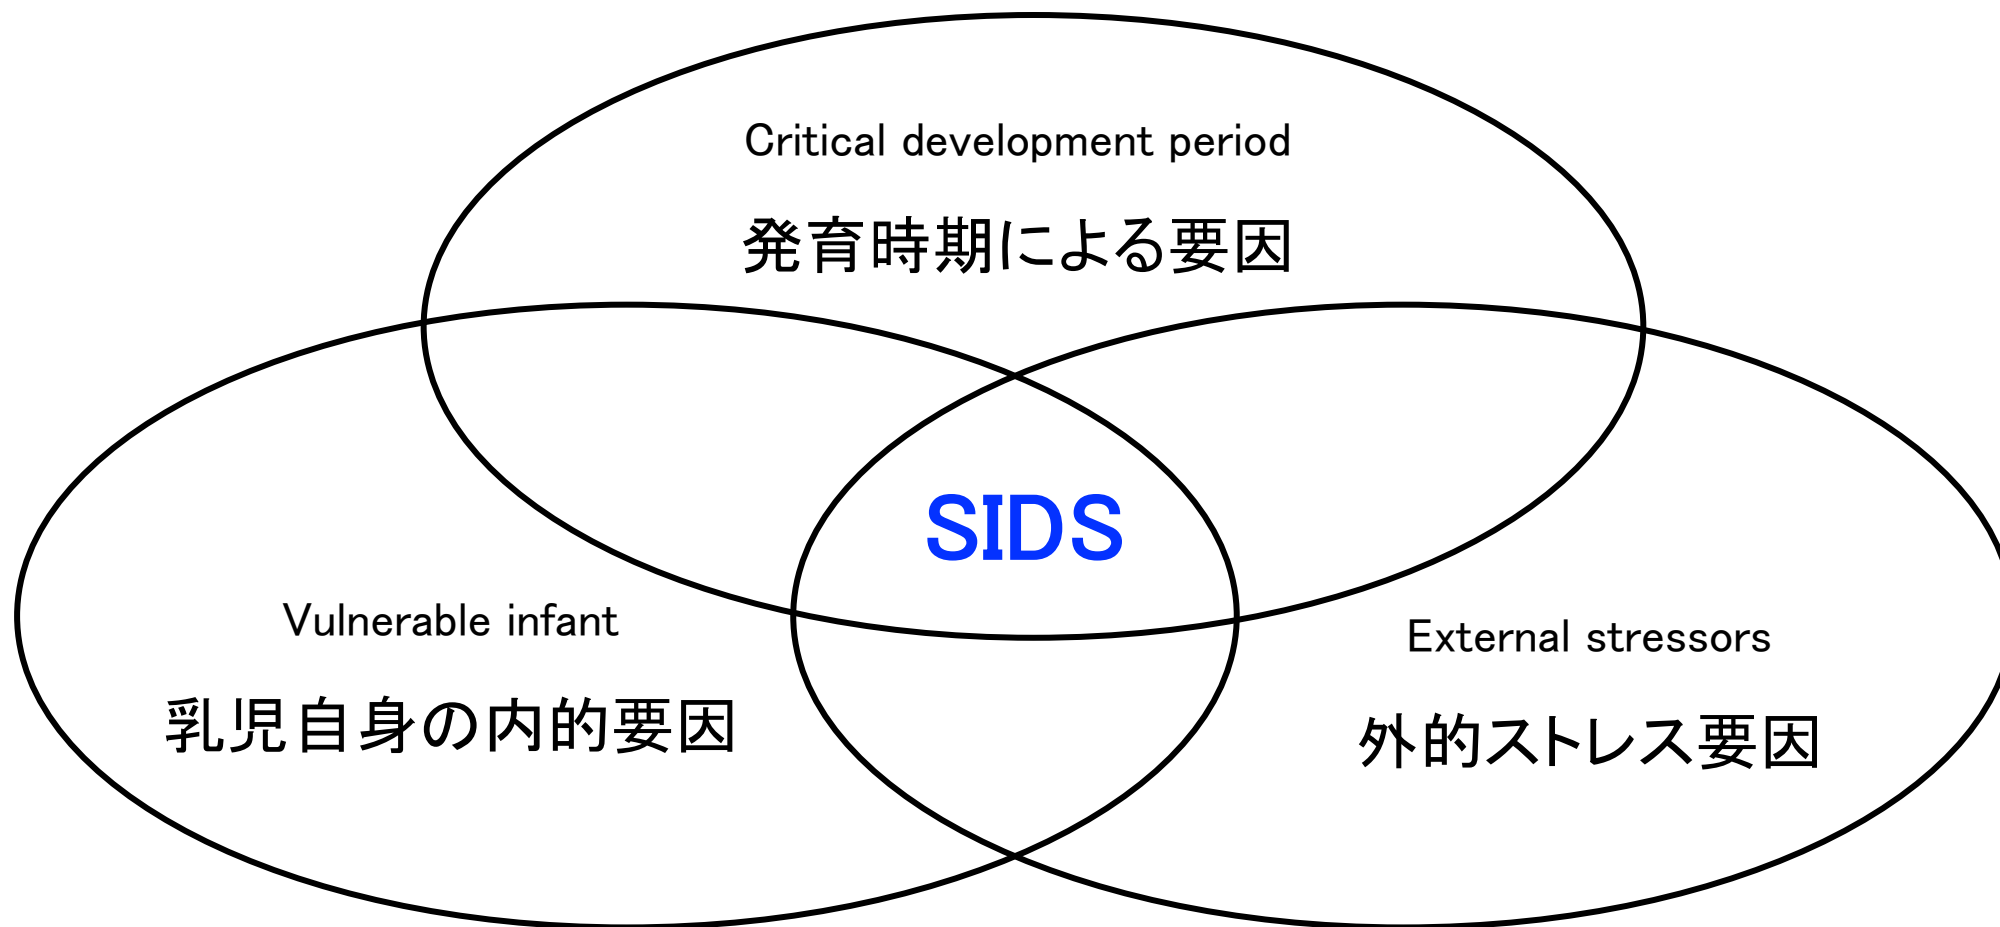 Critical development period
発育時期による要因
SIDS
Vulnerable infant
乳児自身の内的要因
External stressors
外的ストレス要因